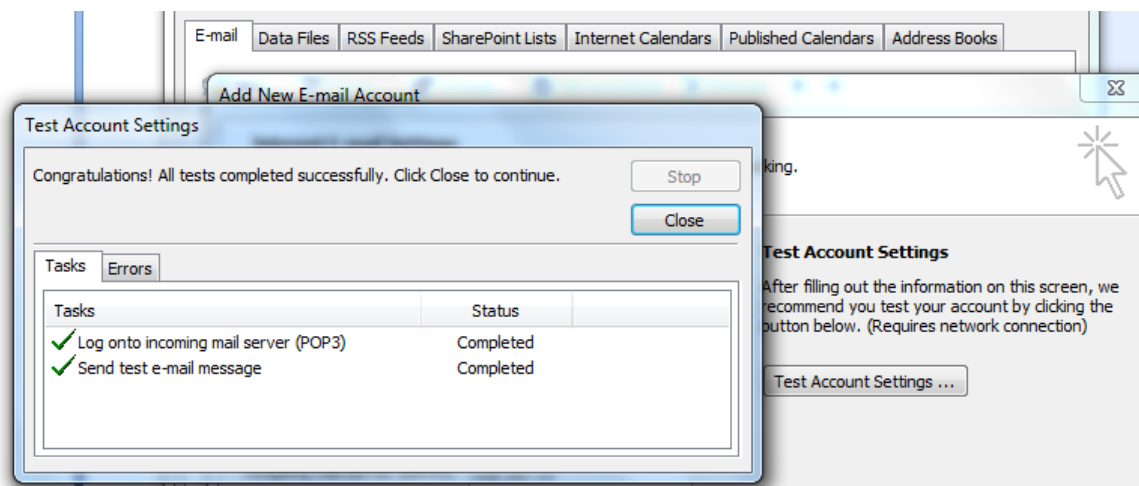 E-mail Data Files RSS Feeds SharePoint Lists Internet Calendars Published Calendars Address Books
Add New E-mail Account
Test Account Settings
Congratulations! All tests completed successfully. Click Close to continue.
Stop
Close
Tasks Errors
Tasks Status
Log onto incoming mail server (POP3) Completed
Send test e-mail message Completed
king.
Test Account Settings
After filling out the information on this screen, we
recommend you test your account by clicking the
button below. (Requires network connection)
Test Account Settings ...